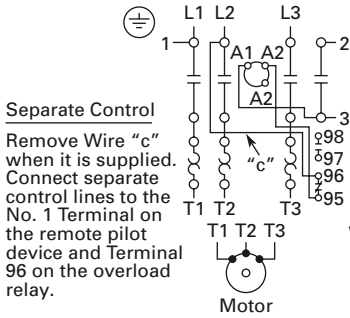 L1 L2 L3
1 2
A1 A2
A2
3
Separate Control
98
Remove Wire “c”
97
when it is supplied.
“c”
96
Connect separate
95
control lines to the
No. 1 Terminal on
T1 T2 T3
the remote pilot
T1 T2 T3
device and Terminal
96 on the overload
relay.
Motor